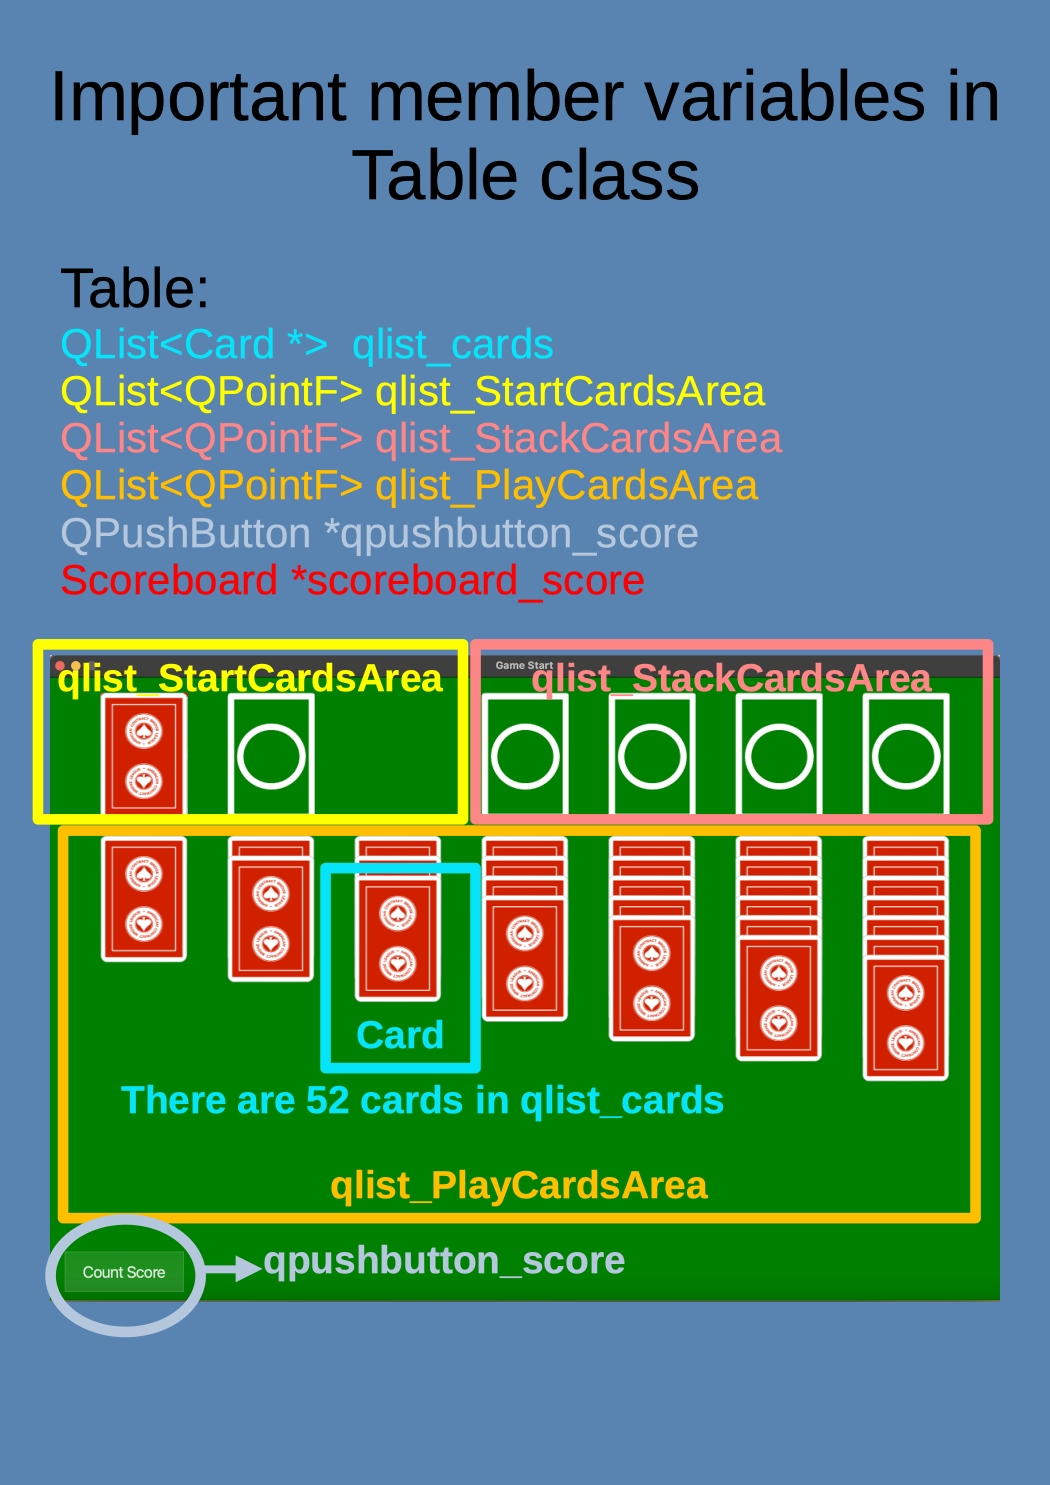 Important member variables in
Table class
Table:
QList<Card *>  qlist_cards
QList<QPointF> qlist_StartCardsArea
QList<QPointF> qlist_StackCardsArea
QList<QPointF> qlist_PlayCardsArea
QPushButton *qpushbutton_score
Scoreboard *scoreboard_score
Game Start
qlist_StartCardsArea
qlist_StackCardsArea
Card
There are 52 cards in qlist_cards
qlist_PlayCardsArea
Count Score
qpushbutton_score